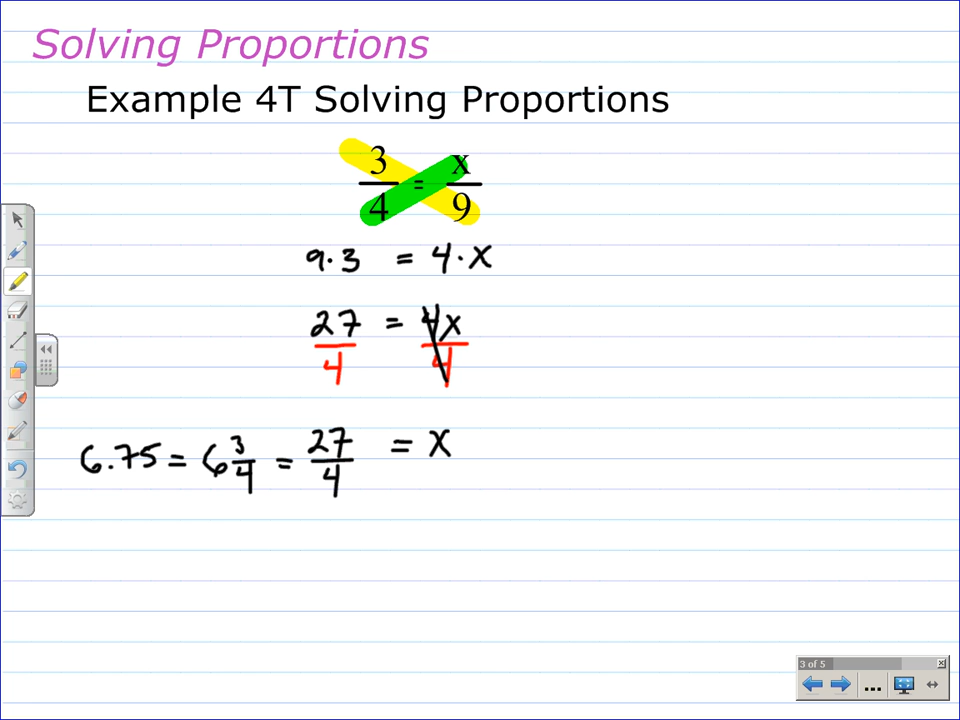 Solving Proportions
Example 4T Solving Proportions
3/4 = x/9
9·3 = 4·x
27/4 = 4x/4
6.75 = 6 3/4 = 27/4 = x
3 of 5
...